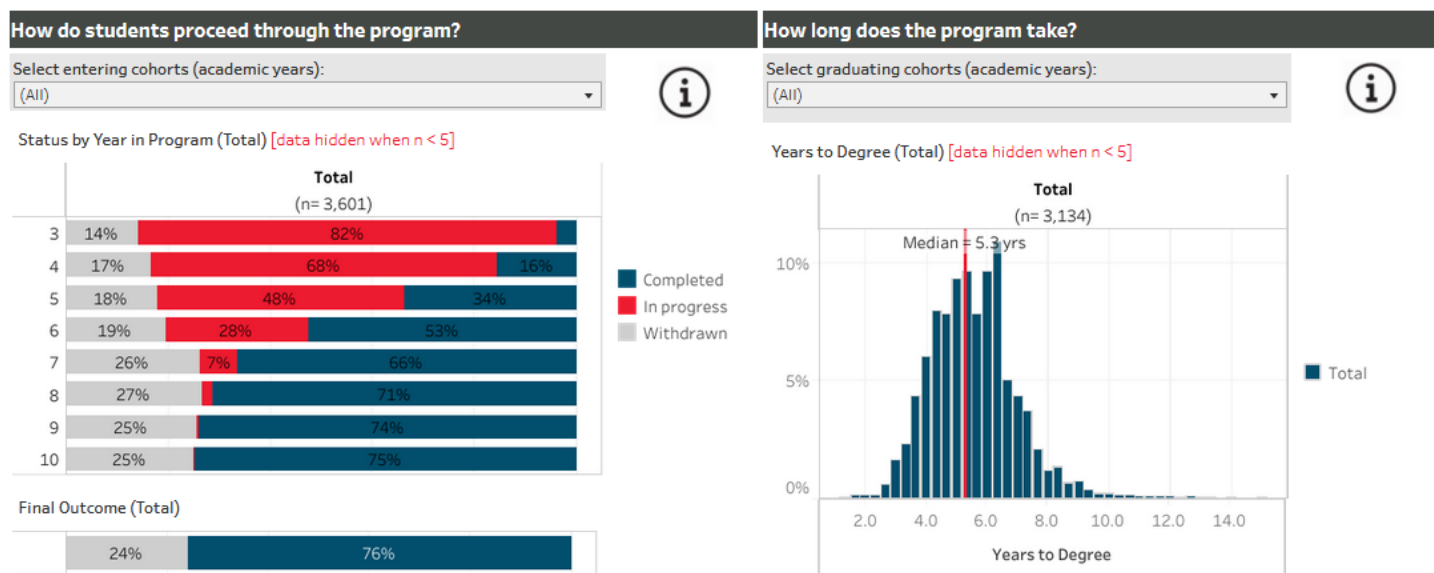 How do students proceed through the program?
Select entering cohorts (academic years):
(All)
Status by Year in Program (Total) [data hidden when n < 5]
Total
(n= 3,601)
3 14% 82%
4 17% 68% 16%
5 18% 48% 34%
6 19% 28% 53%
7 26% 7% 66%
8 27% 71%
9 25% 74%
10 25% 75%
Completed
In progress
Withdrawn
Final Outcome (Total)
24% 76%
How long does the program take?
Select graduating cohorts (academic years):
(All)
Years to Degree (Total) [data hidden when n < 5]
Total
(n= 3,134)
Median = 5.3 yrs
10%
5%
0%
2.0 4.0 6.0 8.0 10.0 12.0 14.0
Years to Degree
Total